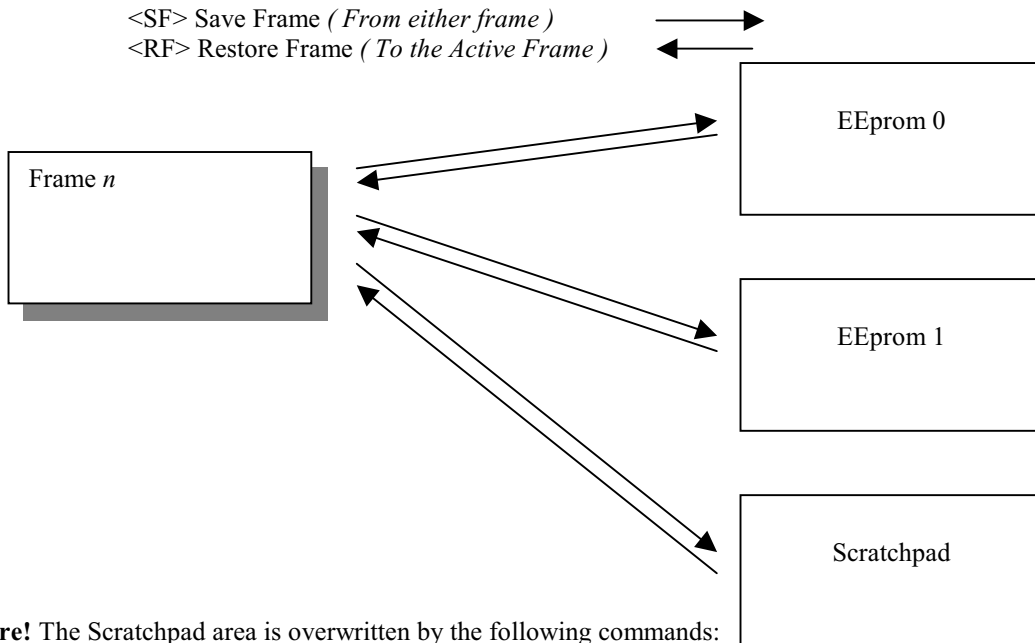 <SF> Save Frame ( From either frame )
<RF> Restore Frame ( To the Active Frame )
EEprom 0
Frame n
EEprom 1
Scratchpad
re! The Scratchpad area is overwritten by the following commands: